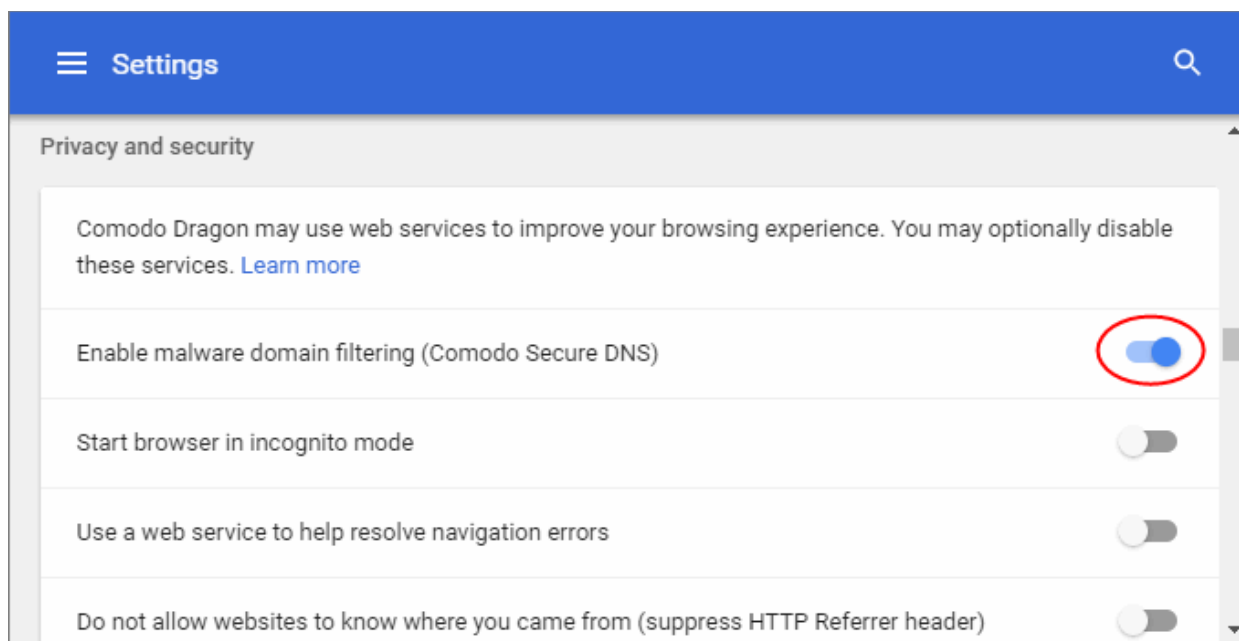 Settings
Privacy and security
Comodo Dragon may use web services to improve your browsing experience. You may optionally disable
these services. Learn more
Enable malware domain filtering (Comodo Secure DNS)
Start browser in incognito mode
Use a web service to help resolve navigation errors
Do not allow websites to know where you came from (suppress HTTP Referrer header)